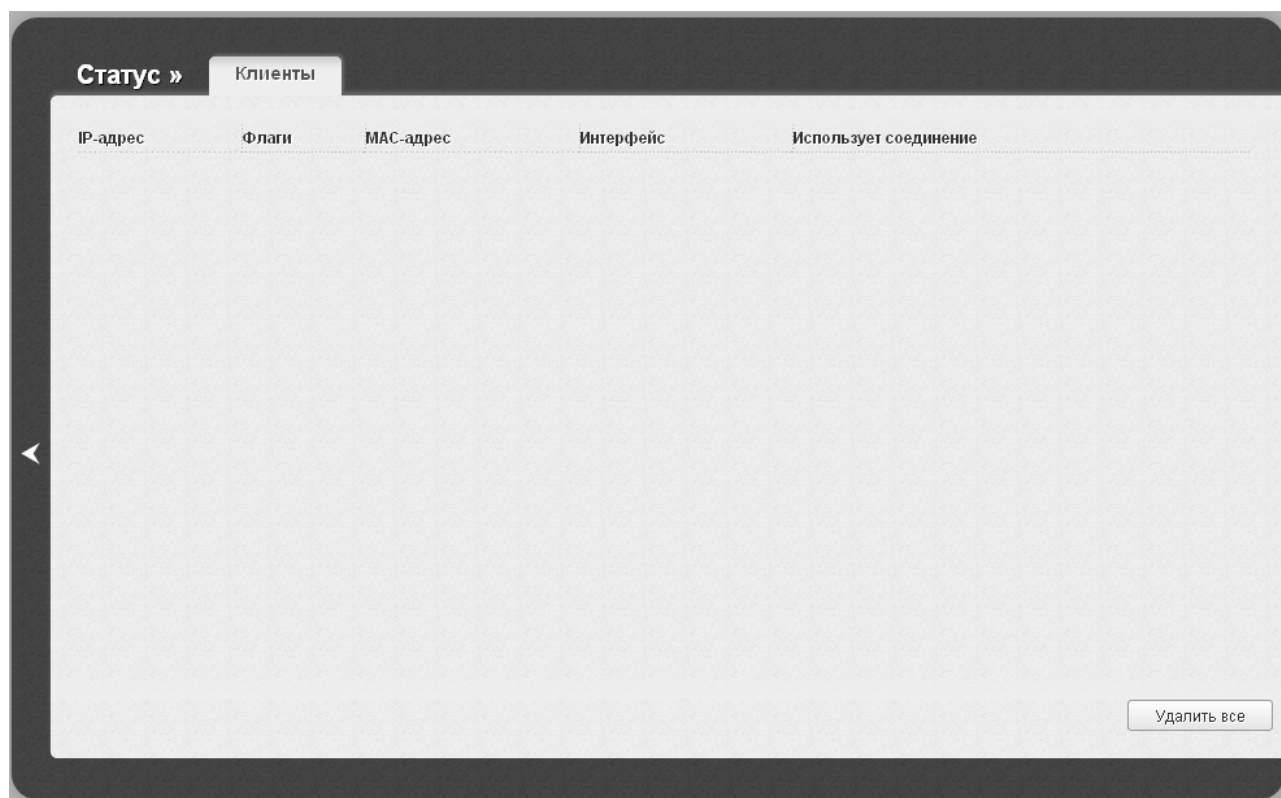 Статус » Клиенты
IP-адрес Флаги MAC-адрес Интерфейс Использует соединение
Удалить все